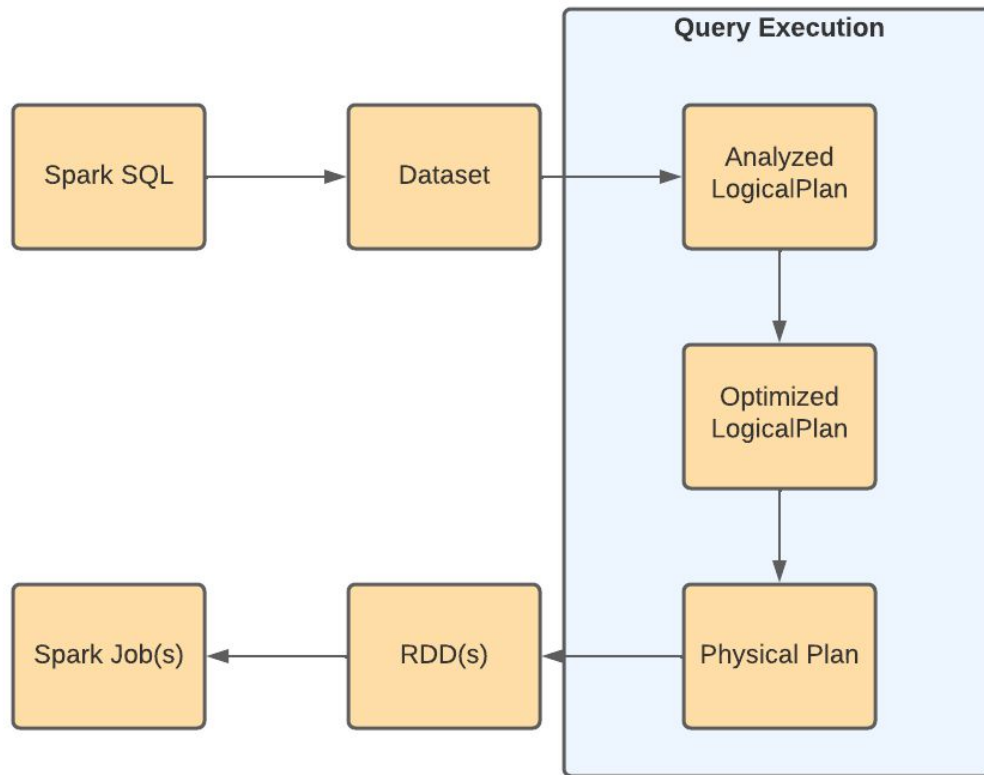 Query Execution
Spark SQL
Dataset
Analyzed
LogicalPlan
Optimized
LogicalPlan
Physical Plan
RDD(s)
Spark Job(s)